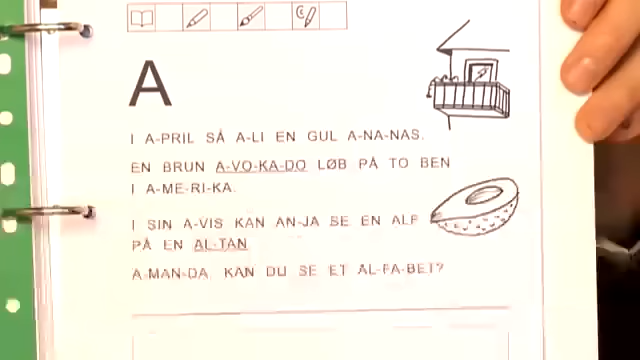 A
I A-PRIL SÅ A-LI EN GUL A-NA-NAS.
EN BRUN A-VO-KA-DO LØB PÅ TO BEN
I A-ME-RI-KA.
I SIN A-VIS KAN AN-JA SE EN ALF
PÅ EN AL-TAN
A-MAN-DA, KAN DU SE ET AL-FA-BET?